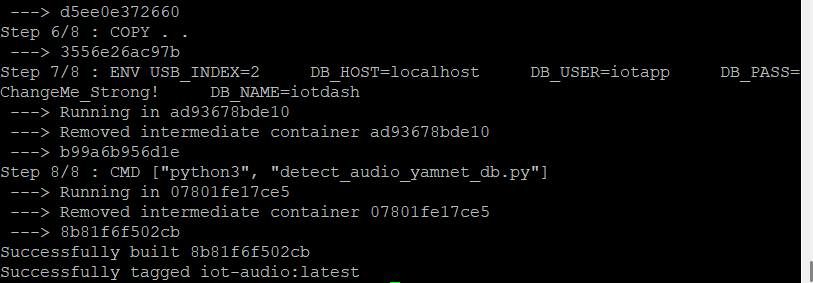 ---> d5ee0e372660
Step 6/8 : COPY . .
 ---> 3556e26ac97b
Step 7/8 : ENV USB_INDEX=2     DB_HOST=localhost     DB_USER=iotapp     DB_PASS=
ChangeMe_Strong!     DB_NAME=iotdash
 ---> Running in ad93678bde10
 ---> Removed intermediate container ad93678bde10
 ---> b99a6b956d1e
Step 8/8 : CMD ["python3", "detect_audio_yamnet_db.py"]
 ---> Running in 07801fe17ce5
 ---> Removed intermediate container 07801fe17ce5
 ---> 8b81f6f502cb
Successfully built 8b81f6f502cb
Successfully tagged iot-audio:latest